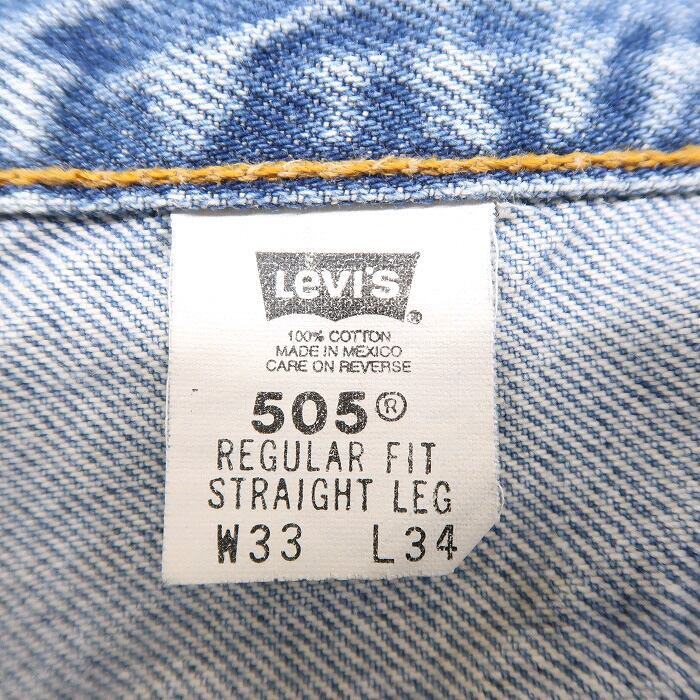 LEVI'S ®
100% COTTON
MADE IN MEXICO
CARE ON REVERSE
505®
REGULAR FIT
STRAIGHT LEG
W33 L34